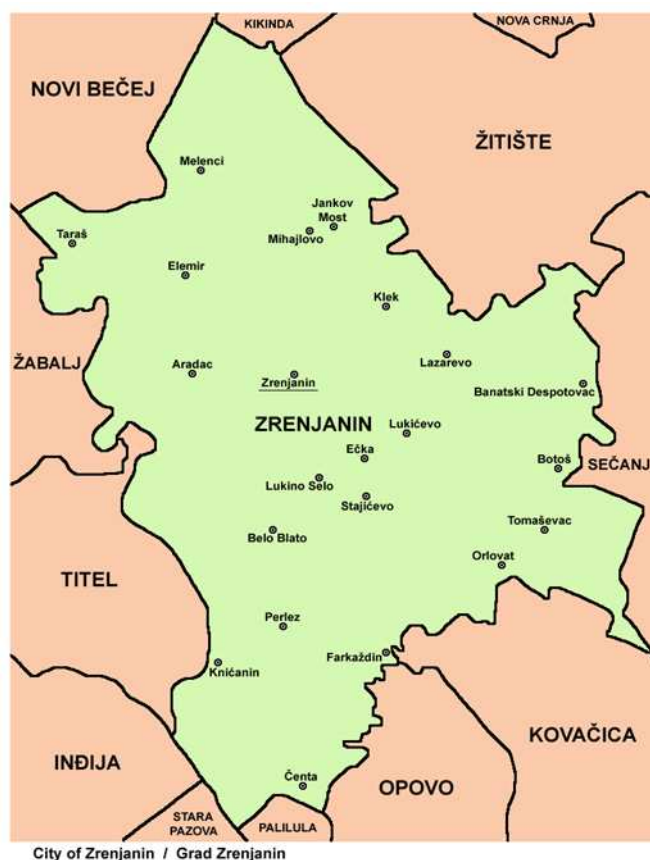 KIKINDA
NOVA CRNJA
NOVI BEČEJ
ŽITIŠTE
Melenci
Jankov
Most
Mihajlovo
Taraš
Elemir
Klek
ŽABALJ
Aradac
Zrenjanin
Lazarevo
Banatski Despotovac
ZRENJANIN
Lukićevo
Ečka
Botoš
SEČANJ
Lukino Selo
Stajićevo
Tomaševac
Belo Blato
Orlovat
TITEL
Perlez
Farkaždin
Knićanin
KOVAČICA
INĐIJA
Čenta
OPOVO
STARA
PAZOVA
PALILULA
City of Zrenjanin / Grad Zrenjanin